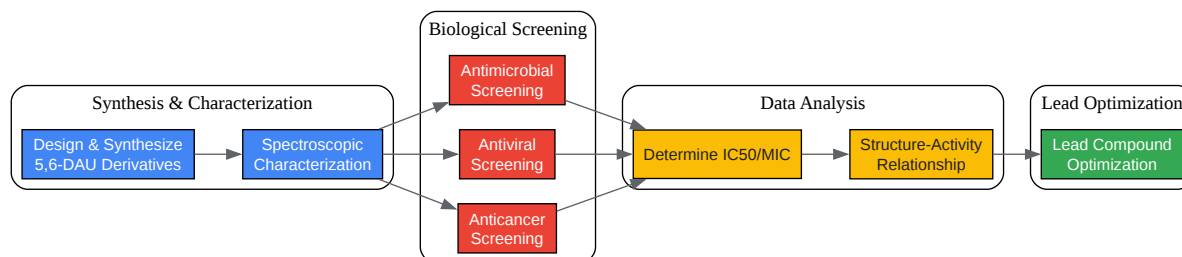 Synthesis & Characterization
Design & Synthesize
5,6-DAU Derivatives
Spectroscopic
Characterization
Biological Screening
Antimicrobial
Screening
Antiviral
Screening
Anticancer
Screening
Data Analysis
Determine IC50/MIC
Structure-Activity
Relationship
Lead Optimization
Lead Compound
Optimization